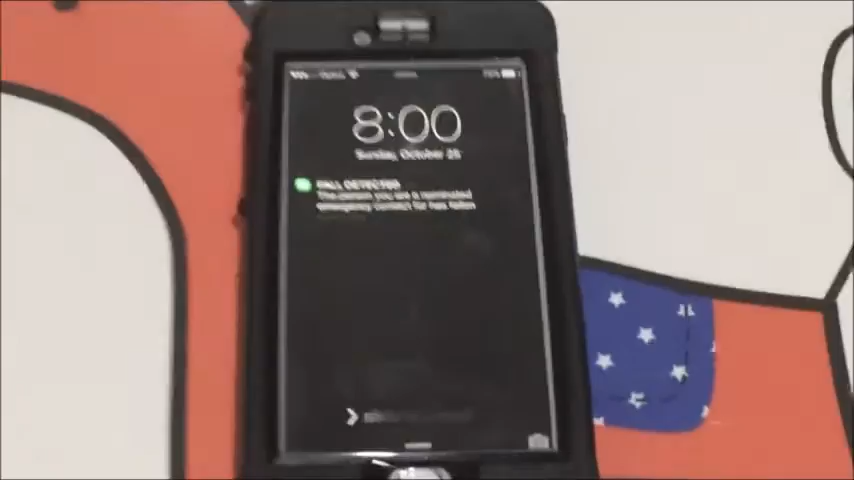 8:00
Sunday, October 25
FALL DETECTED
The person you are a nominated
emergency contact for has fallen